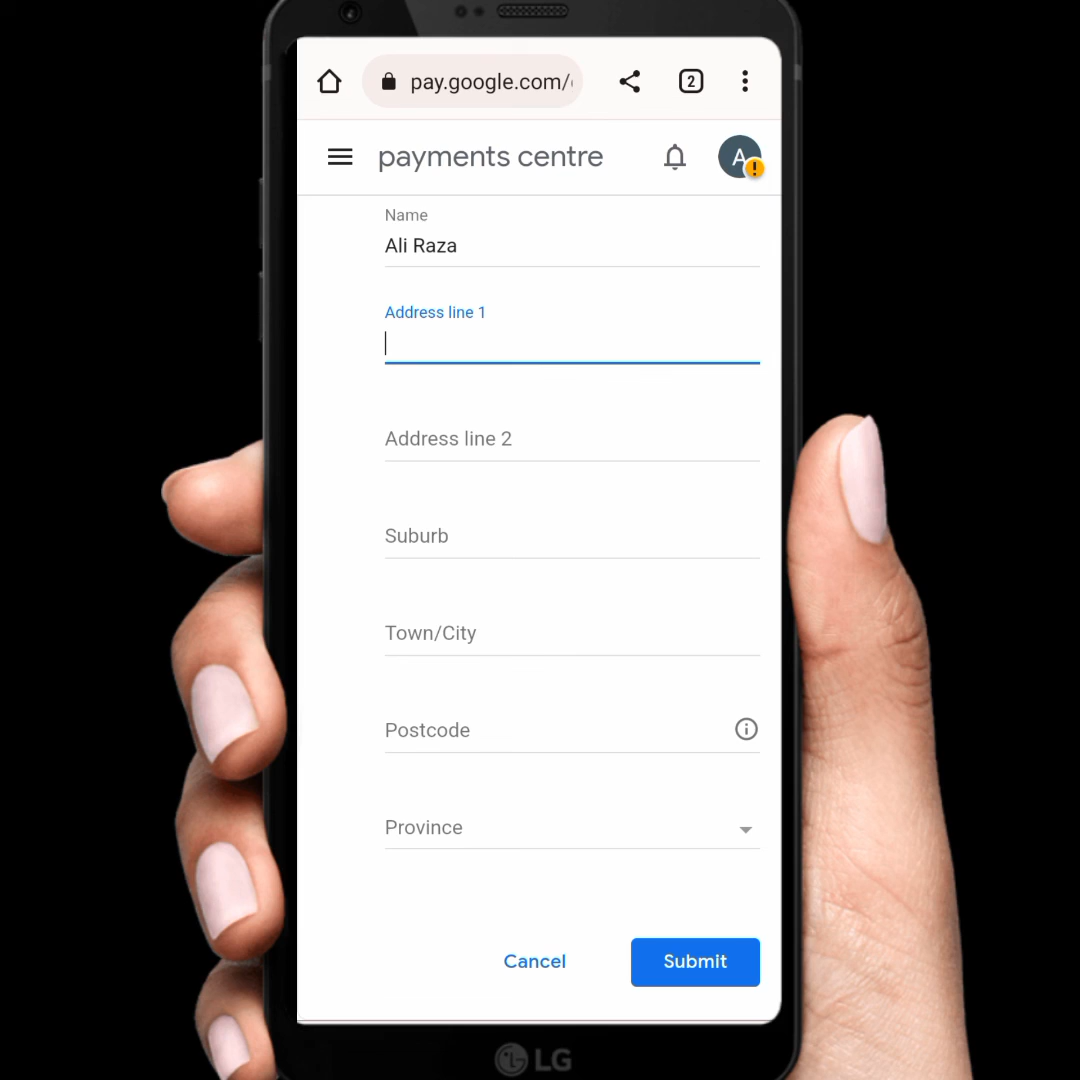 pay.google.com/
2
payments centre
A
!
Name
Ali Raza
Address line 1
Address line 2
Suburb
Town/City
Postcode
Province
Cancel
Submit
LG